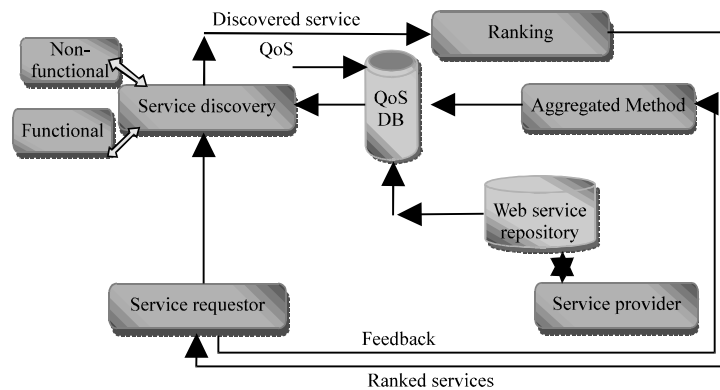 Discovered service
Ranking
Non-
functional
QoS
Service discovery
QoS
DB
Aggregated Method
Functional
Web service
repository
Service requestor
Service provider
Feedback
Ranked services